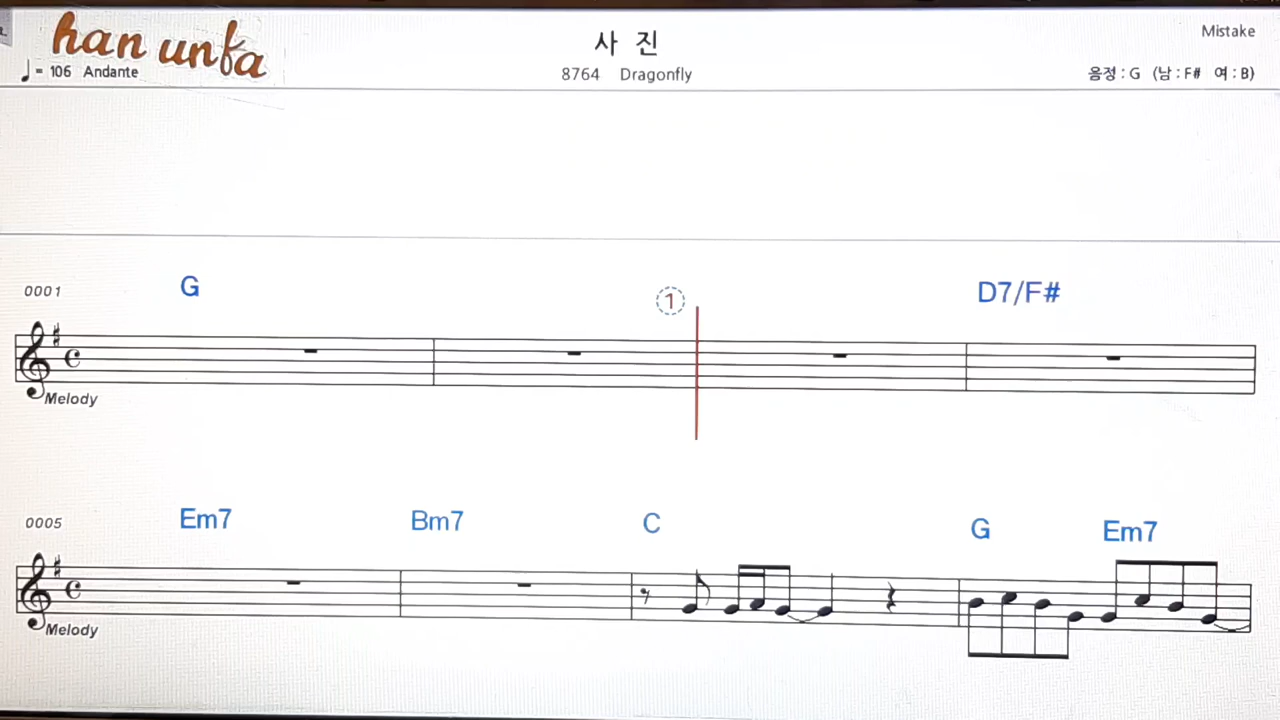 han unfa
사 진
Mistake
♩= 106 Andante
8764 Dragonfly
음정 : G (남 : F# 여 : B)
0001
G
1
D7/F#
Melody
0005
Em7 Bm7 C G Em7
Melody